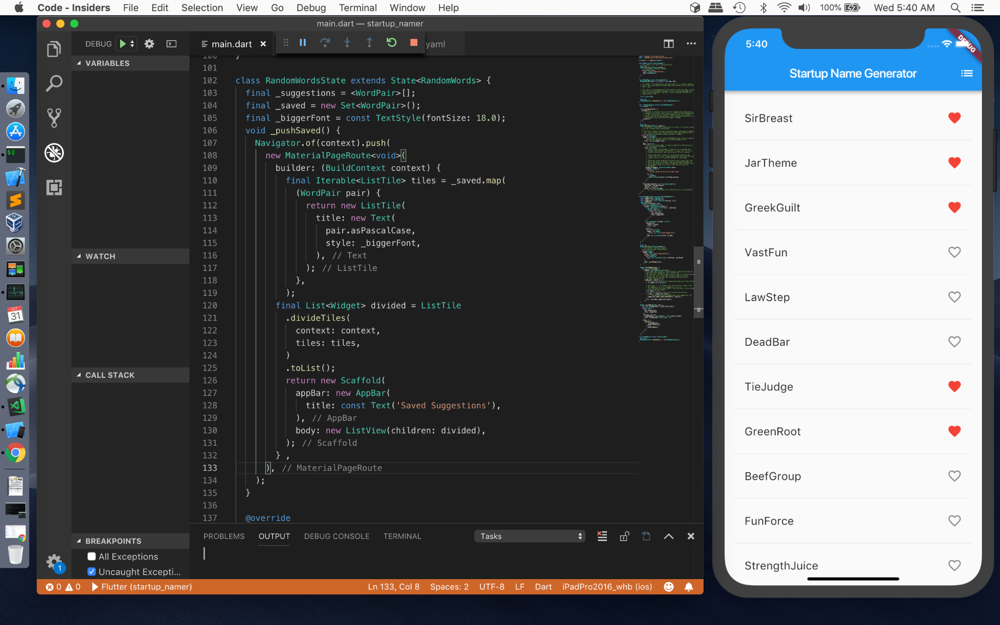 Code - Insiders File Edit Selection View Go Debug Terminal Window Help 100% Wed 5:40 AM
main.dart — startup_namer
DEBUG
main.dart
yaml
VARIABLES
WATCH
CALL STACK
BREAKPOINTS
All Exceptions
Uncaught Excepti...
1
OCT
31
100 }
101
102 class RandomWordsState extends State<RandomWords> {
103 final _suggestions = <WordPair>[];
104 final _saved = new Set<WordPair>();
105 final _biggerFont = const TextStyle(fontSize: 18.0);
106 void _pushSaved() {
107 Navigator.of(context).push(
108 new MaterialPageRoute<void>(
109 builder: (BuildContext context) {
110 final Iterable<ListTile> tiles = _saved.map(
111 (WordPair pair) {
112 return new ListTile(
113 title: new Text(
114 pair.asPascalCase,
115 style: _biggerFont,
116 ), // Text
117 ); // ListTile
118 },
119 );
120 final List<Widget> divided = ListTile
121 .divideTiles(
122 context: context,
123 tiles: tiles,
124 )
125 .toList();
126 return new Scaffold(
127 appBar: new AppBar(
128 title: const Text('Saved Suggestions'),
129 ), // AppBar
130 body: new ListView(children: divided),
131 ); // Scaffold
132 } ,
133 ), // MaterialPageRoute
134 );
135 }
136
137 @override
PROBLEMS OUTPUT DEBUG CONSOLE TERMINAL Tasks
0 0 Flutter (startup_namer) Ln 133, Col 8 Spaces: 2 UTF-8 LF Dart iPadPro2016_whb (ios)
5:40
DEBUG
Startup Name Generator
SirBreast
JarTheme
GreekGuilt
VastFun
LawStep
DeadBar
TieJudge
GreenRoot
BeefGroup
FunForce
StrengthJuice